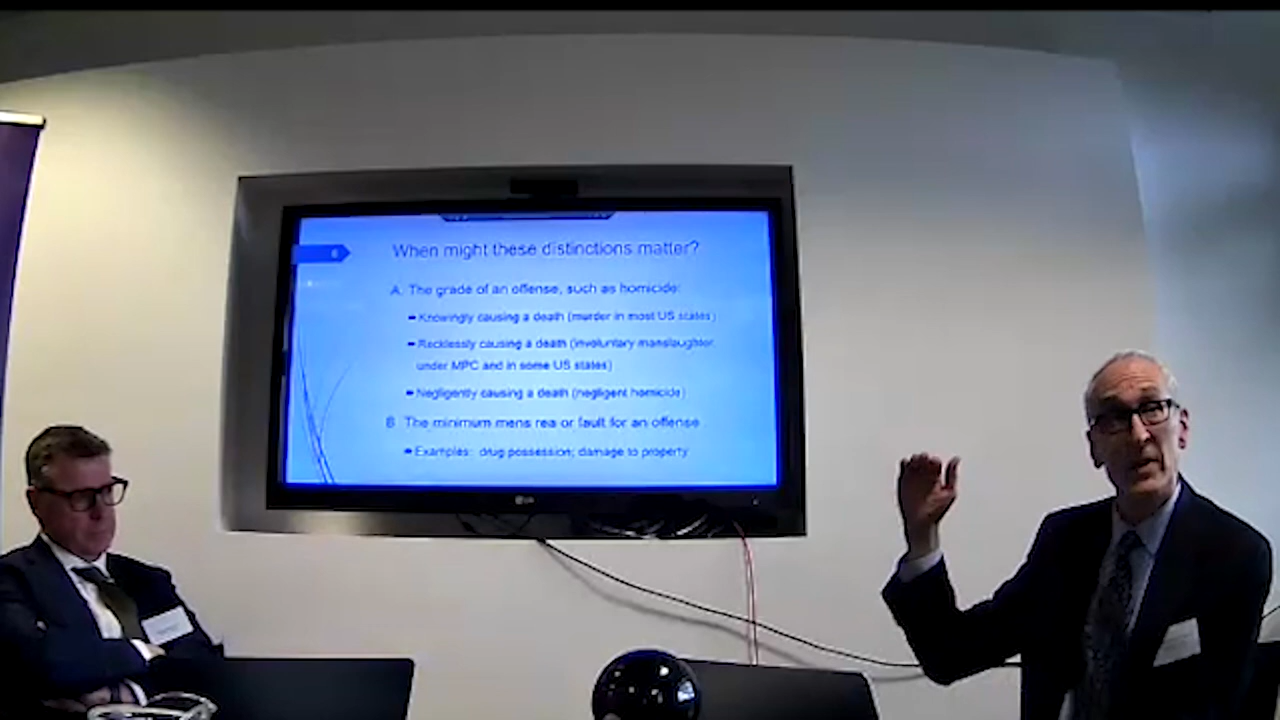 6
When might these distinctions matter?
A. The grade of an offense, such as homicide:
Knowingly causing a death (murder in most US states)
Recklessly causing a death (involuntary manslaughter
under MPC and in some US states)
Negligently causing a death (negligent homicide)
B The minimum mens rea or fault for an offense
Examples: drug possession; damage to property
LG